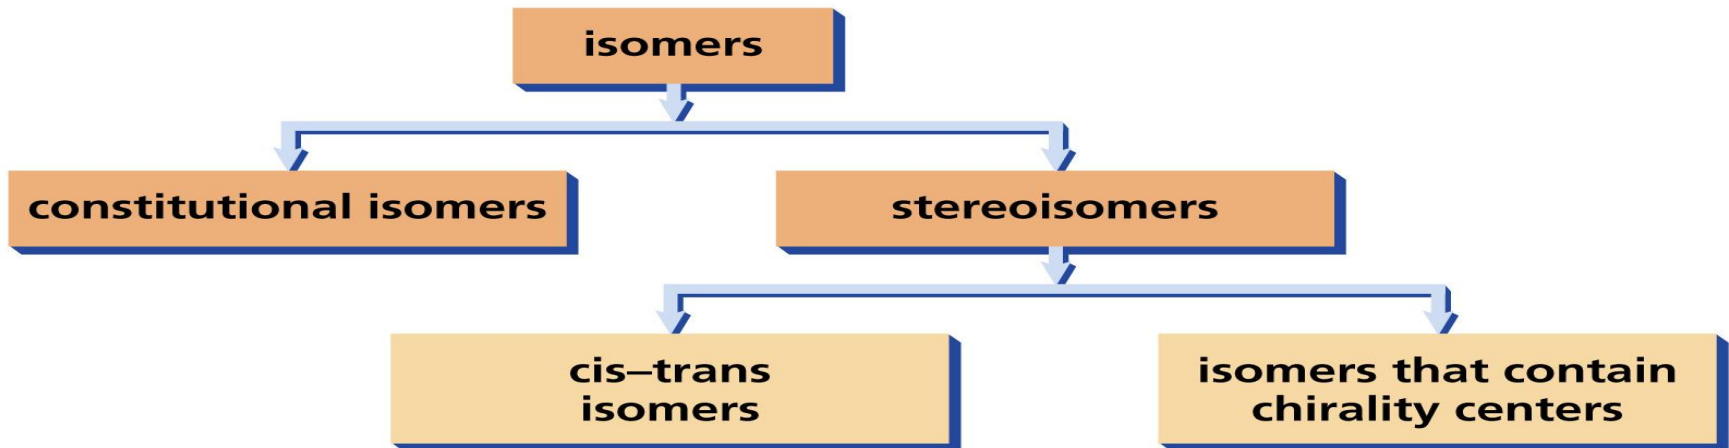 isomers
constitutional isomers
stereoisomers
cis–trans
isomers
isomers that contain
chirality centers